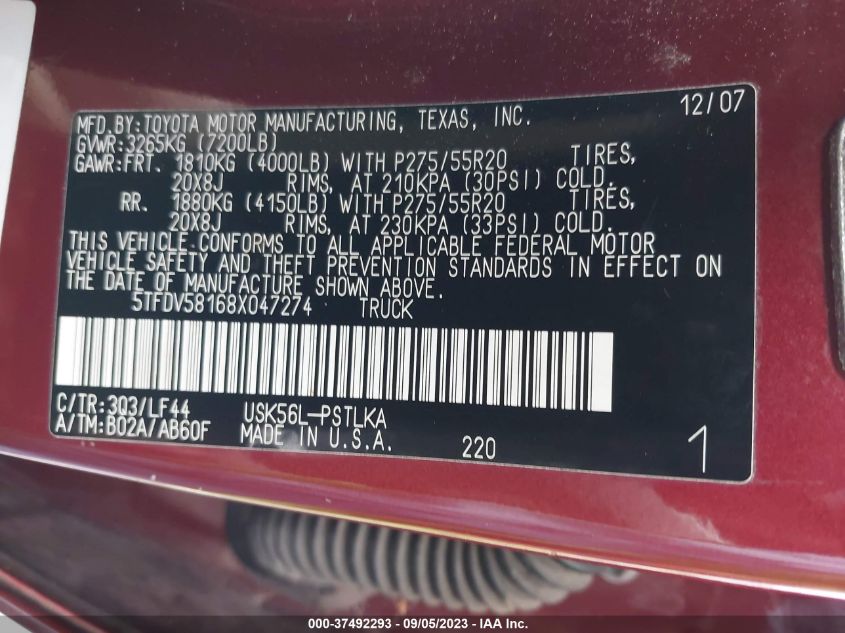 MFD.BY:TOYOTA MOTOR MANUFACTURING, TEXAS, INC. 12/07
GVWR:3265KG (7200LB)
GAWR:FRT. 1810KG (4000LB) WITH P275/55R20 TIRES,
20X8J RIMS, AT 210KPA (30PSI) COLD.
RR. 1880KG (4150LB) WITH P275/55R20 TIRES,
20X8J RIMS, AT 230KPA (33PSI) COLD.
THIS VEHICLE CONFORMS TO ALL APPLICABLE FEDERAL MOTOR
VEHICLE SAFETY AND THEFT PREVENTION STANDARDS IN EFFECT ON
THE DATE OF MANUFACTURE SHOWN ABOVE.
5TFDV58168X047274 TRUCK
C/TR:3Q3/LF44 USK56L-PSTLKA
A/TM:B02A/AB60F MADE IN U.S.A. 220 1
000-37492293 - 09/05/2023 - IAA Inc.